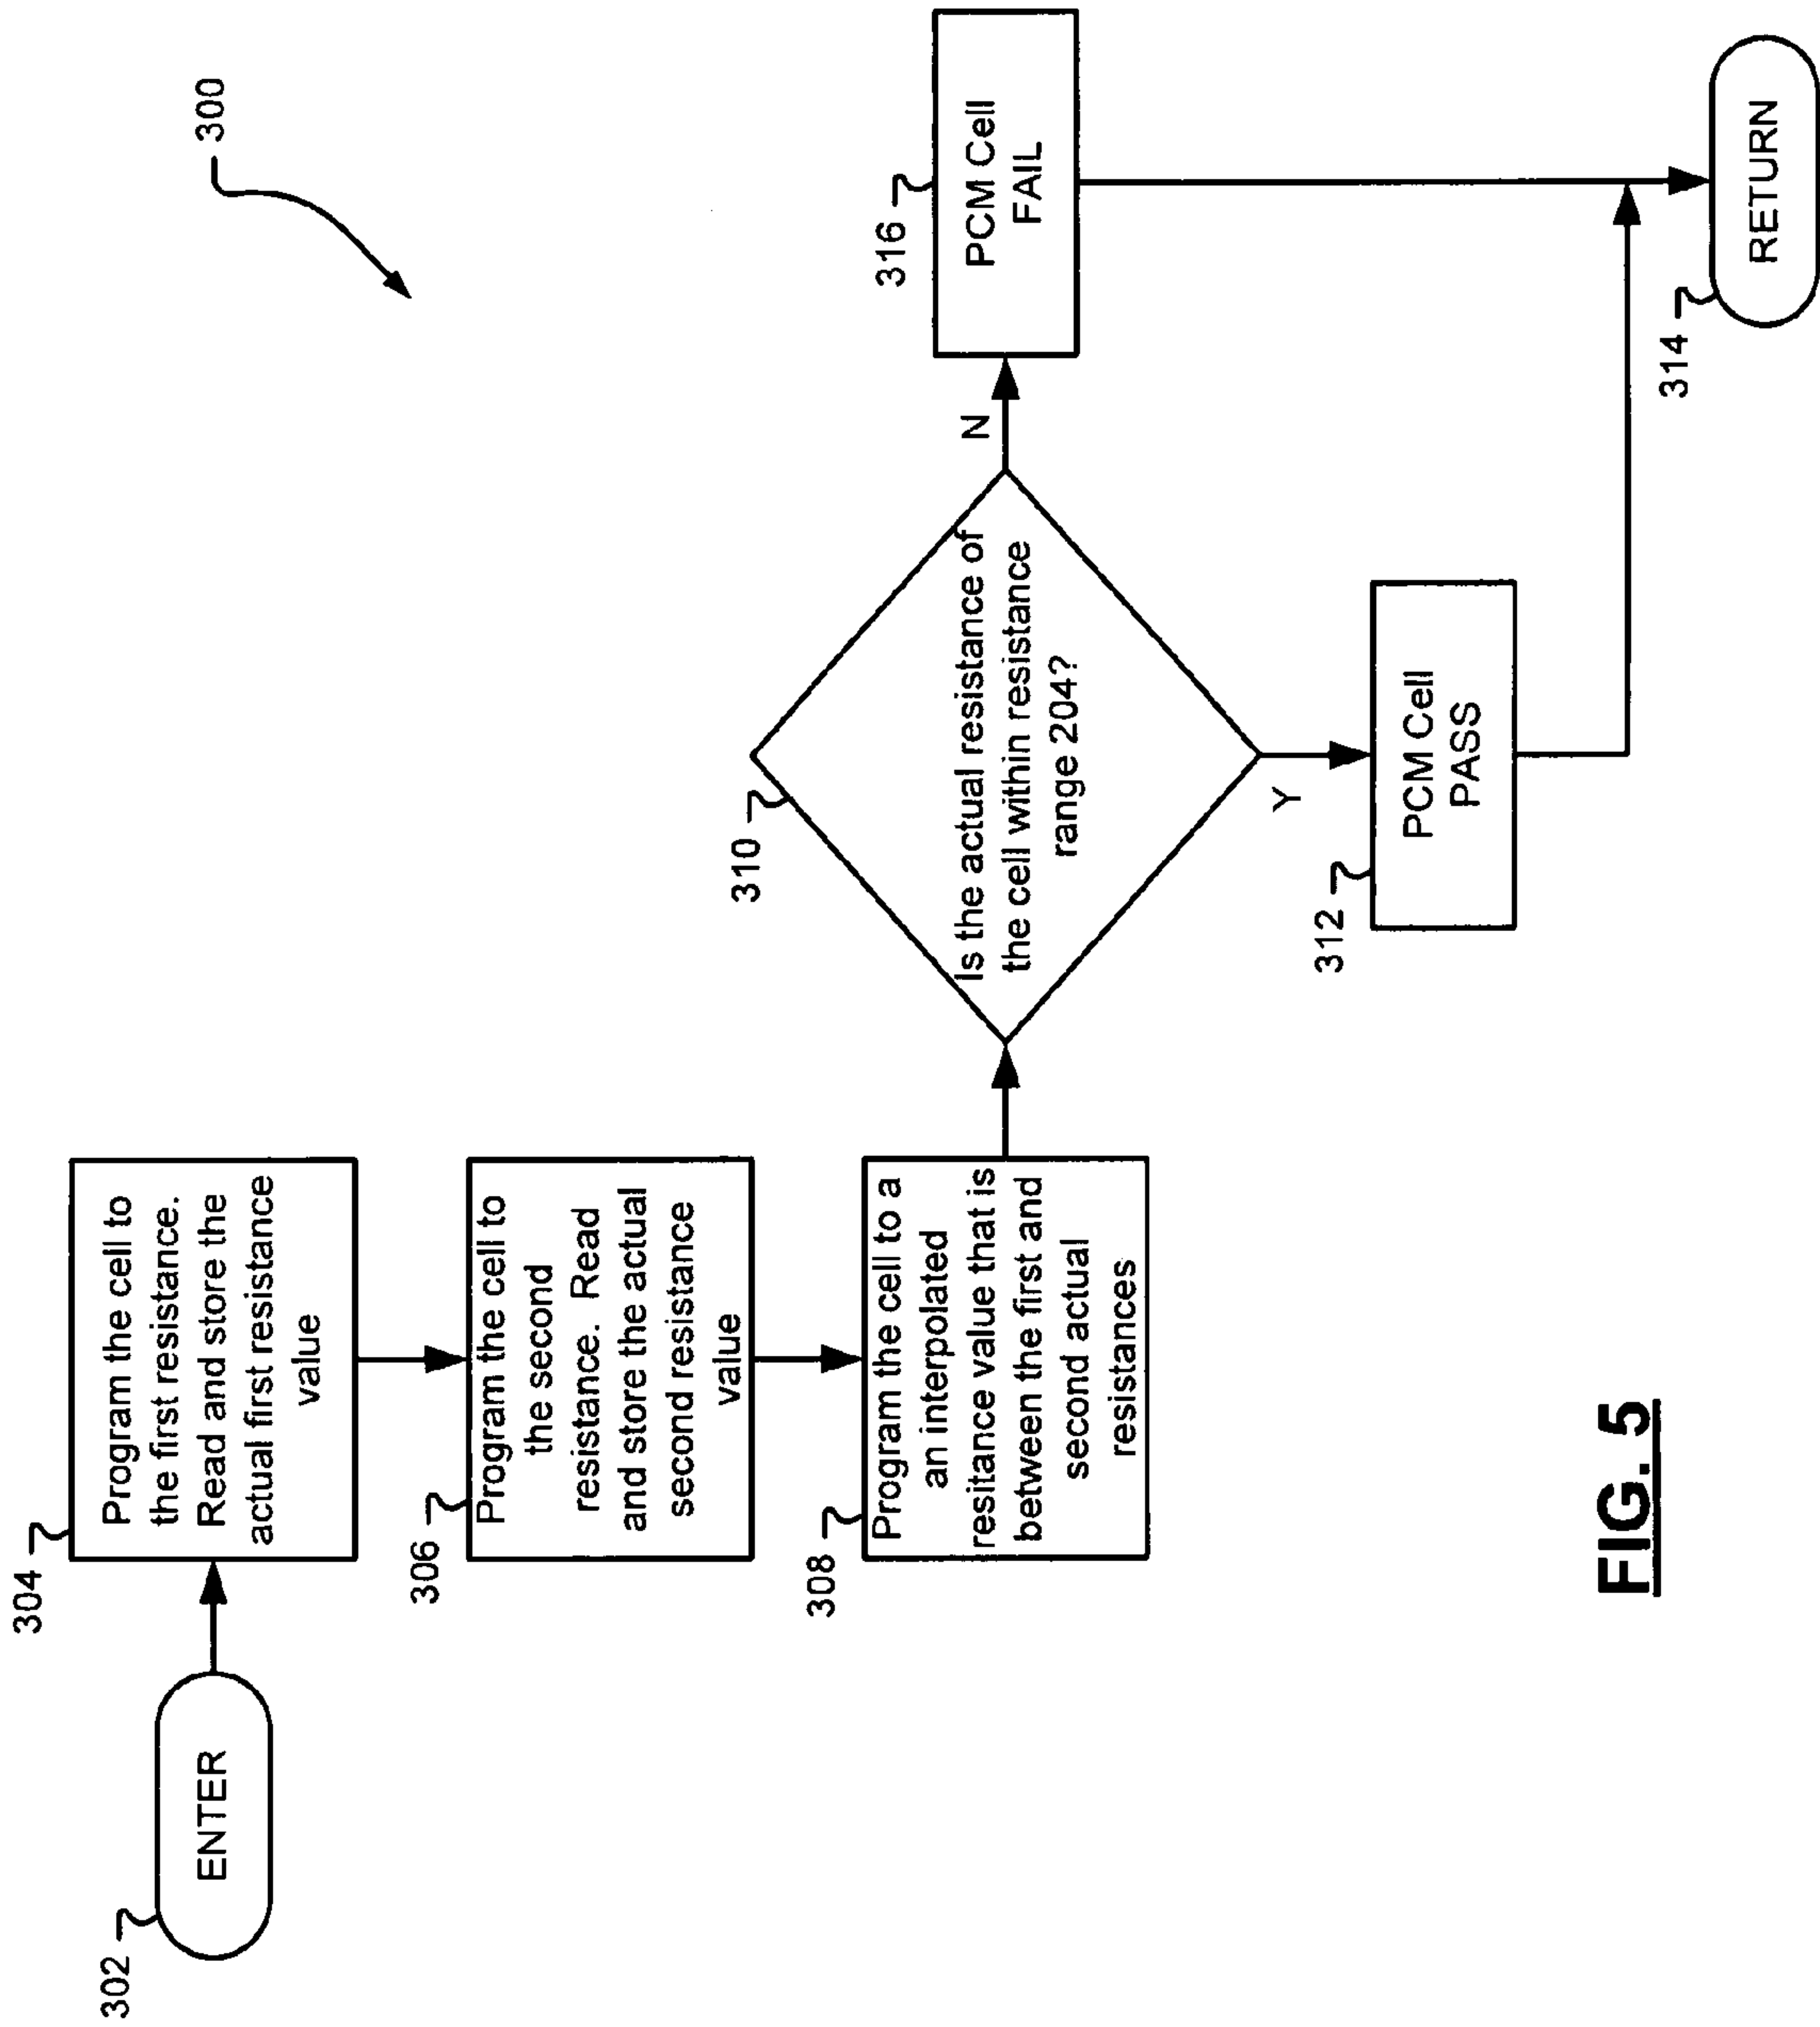 300
302
ENTER
304
Program the cell to
the first resistance.
Read and store the
actual first resistance
value
306
Program the cell to
the second
resistance. Read
and store the actual
second resistance
value
308
Program the cell to a
an interpolated
resitance value that is
between the first and
second actual
resistances
310
Is the actual resistance of
the cell within resistance
range 204?
N
316
PCM Cell
FAIL
Y
312
PCM Cell
PASS
314
RETURN
FIG. 5